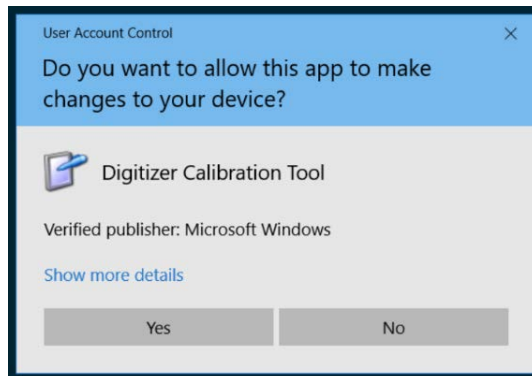 User Account Control
Do you want to allow this app to make
changes to your device?
Digitizer Calibration Tool
Verified publisher: Microsoft Windows
Show more details
Yes
No